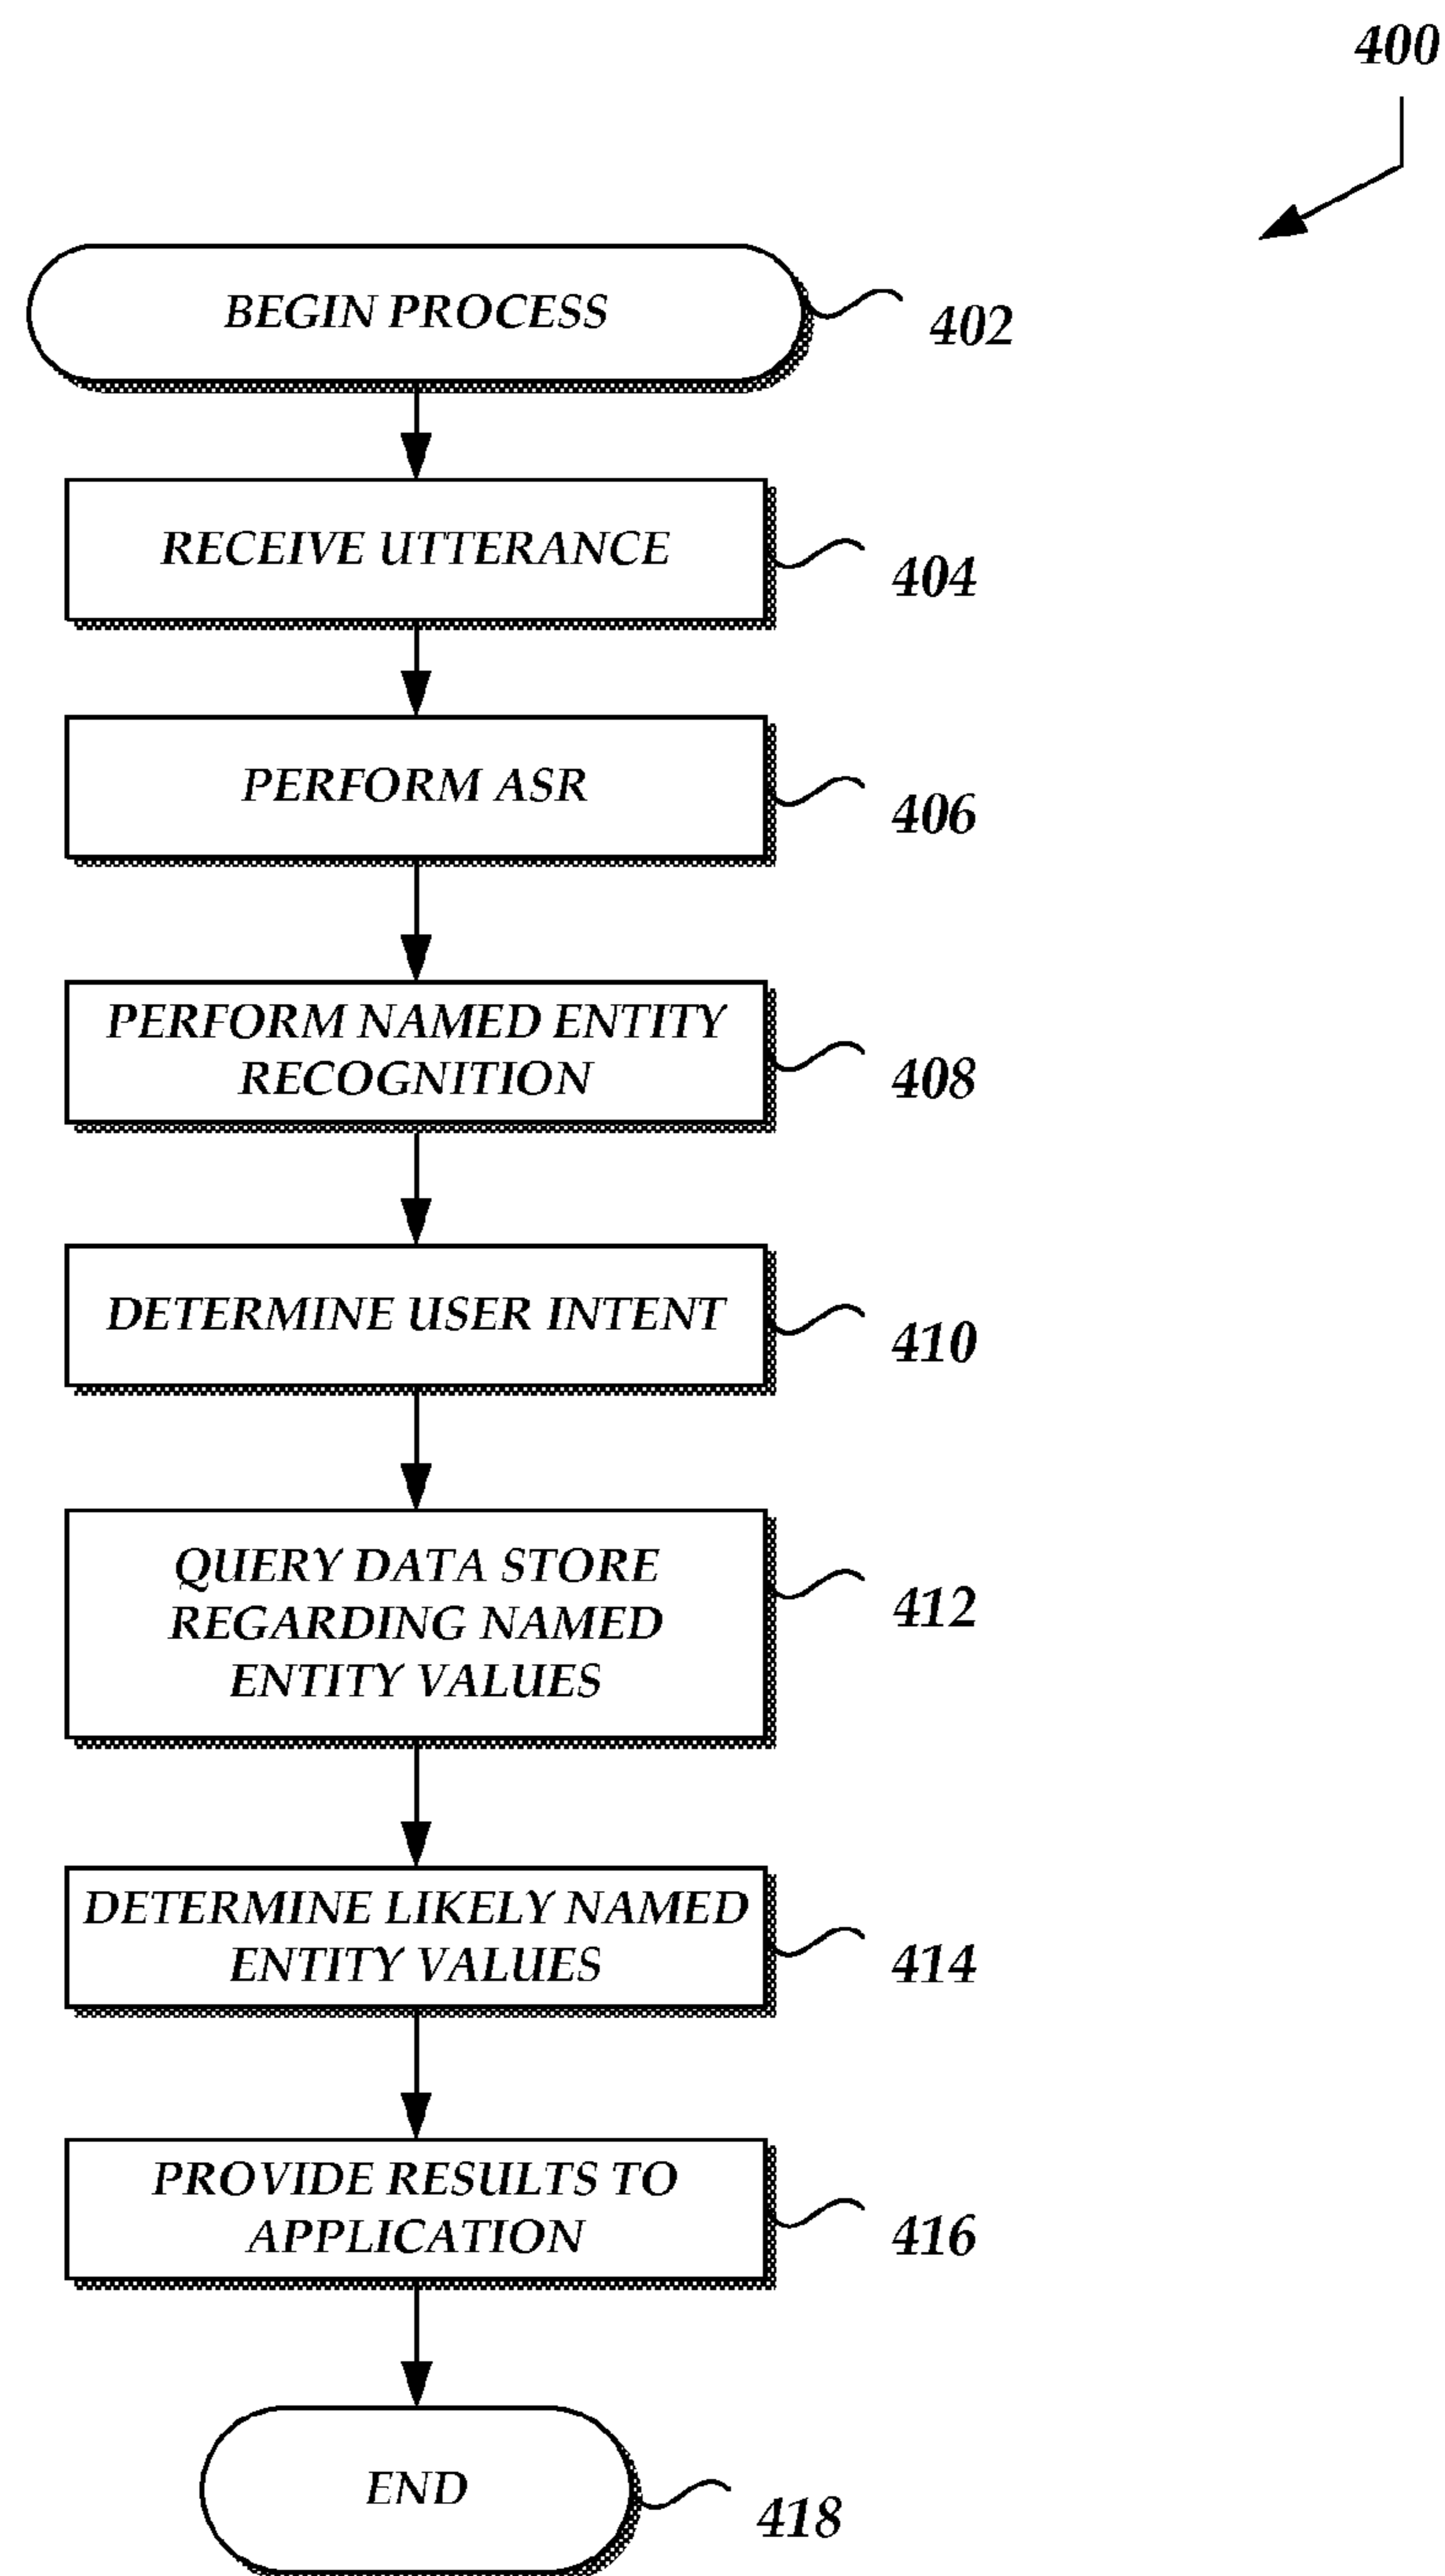 400
BEGIN PROCESS
402
RECEIVE UTTERANCE
404
PERFORM ASR
406
PERFORM NAMED ENTITY
RECOGNITION
408
DETERMINE USER INTENT
410
QUERY DATA STORE
REGARDING NAMED
ENTITY VALUES
412
DETERMINE LIKELY NAMED
ENTITY VALUES
414
PROVIDE RESULTS TO
APPLICATION
416
END
418